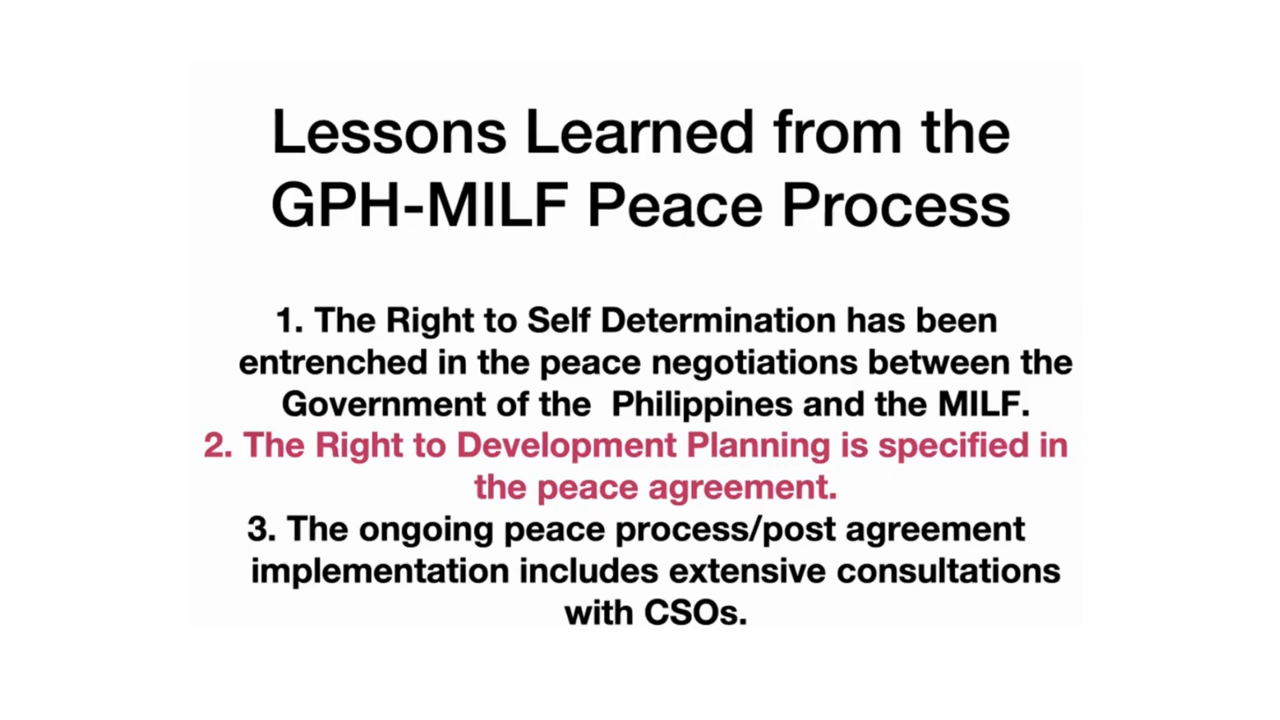 Lessons Learned from the
GPH-MILF Peace Process
1. The Right to Self Determination has been
entrenched in the peace negotiations between the
Government of the  Philippines and the MILF.
2. The Right to Development Planning is specified in
the peace agreement.
3. The ongoing peace process/post agreement
implementation includes extensive consultations
with CSOs.